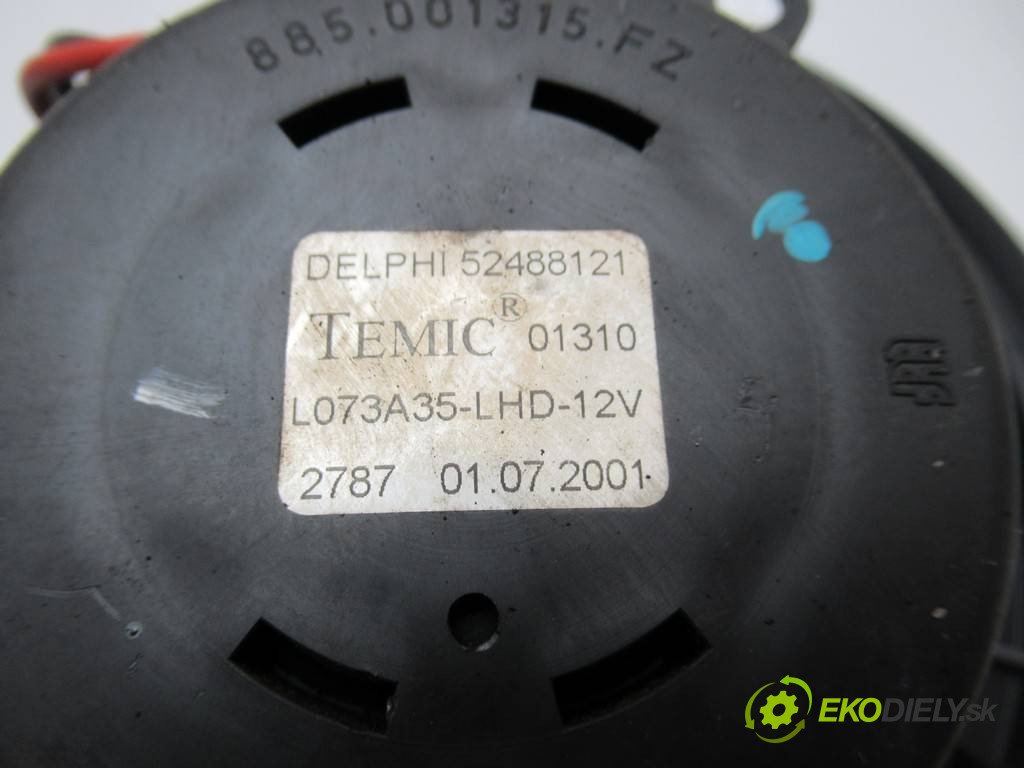 885.001315.FZ
DELPHI 52488121
TEMIC® 01310
L073A35-LHD-12V
2787 01.07.2001
EKODIELY.sk